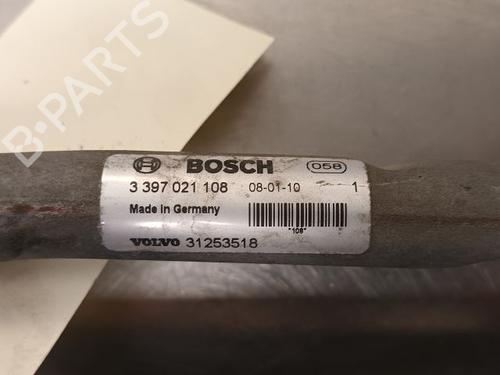 B-PARTS
BOSCH 058
3 397 021 108 08-01-10 1
Made in Germany
"108"
VOLVO 31253518